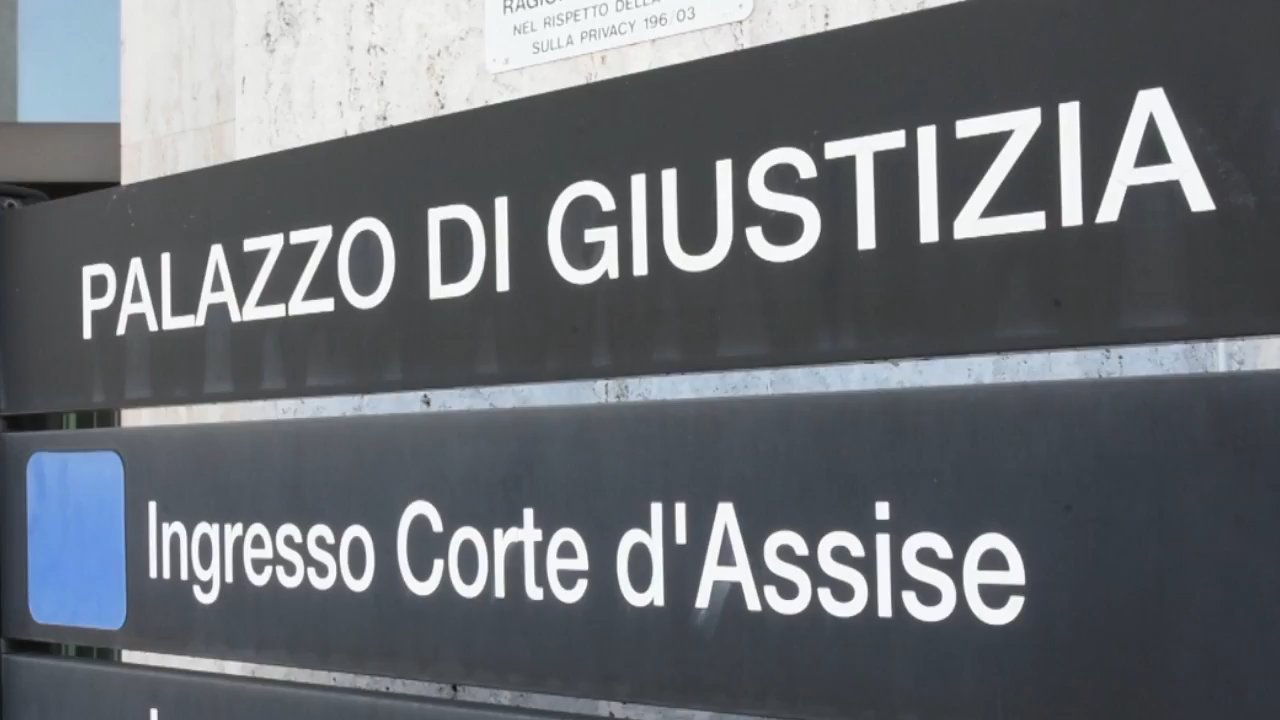 NEL RISPETTO DELLA
SULLA PRIVACY 196/03
PALAZZO DI GIUSTIZIA
Ingresso Corte d'Assise